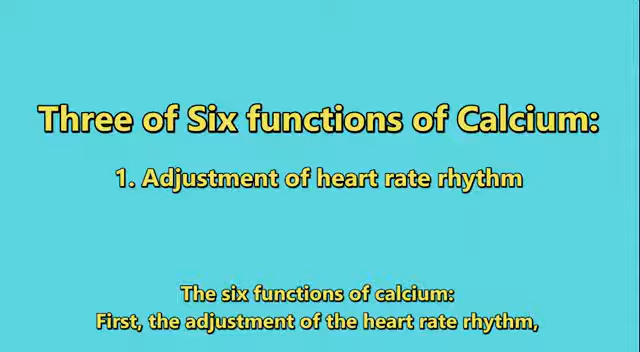 Three of Six functions of Calcium:
1. Adjustment of heart rate rhythm
The six functions of calcium:
First, the adjustment of the heart rate rhythm,